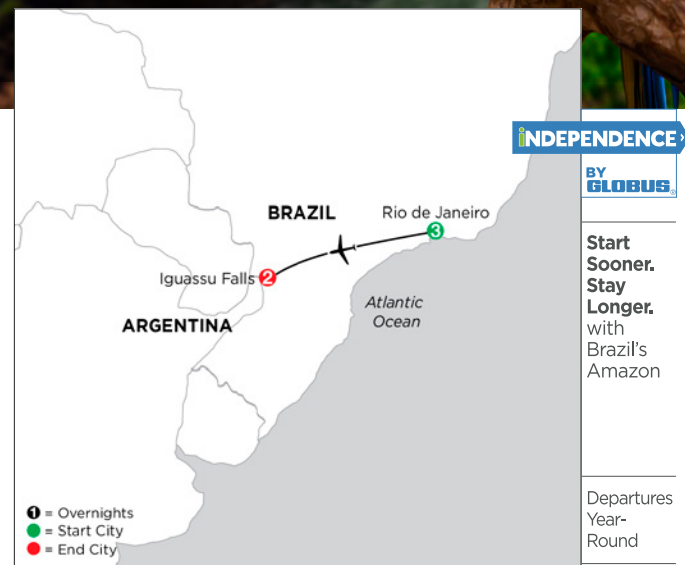 iNDEPENDENCE
BY
GLOBUS®
BRAZIL
Rio de Janeiro
3
Iguassu Falls 2
ARGENTINA
Atlantic
Ocean
1 = Overnights
= Start City
= End City
Start
Sooner.
Stay
Longer.
with
Brazil's
Amazon
Departures
Year-
Round